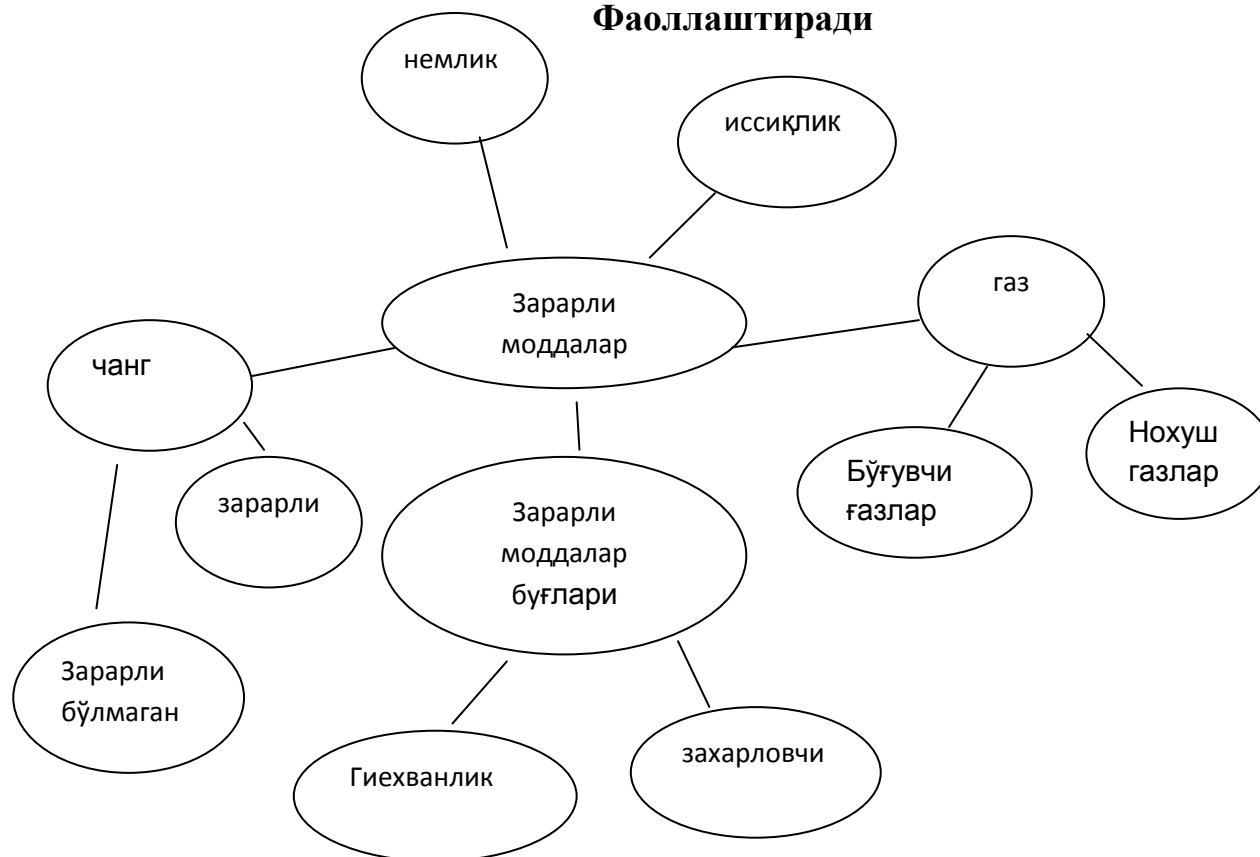 Фаоллаштиради
немлик
иссиқлик
газ
Зарарли
моддалар
чанг
Нохуш
газлар
Бўғувчи
ғазлар
зарарли
Зарарли
моддалар
буғлари
Зарарли
бўлмаган
Гиехванлик
захарловчи